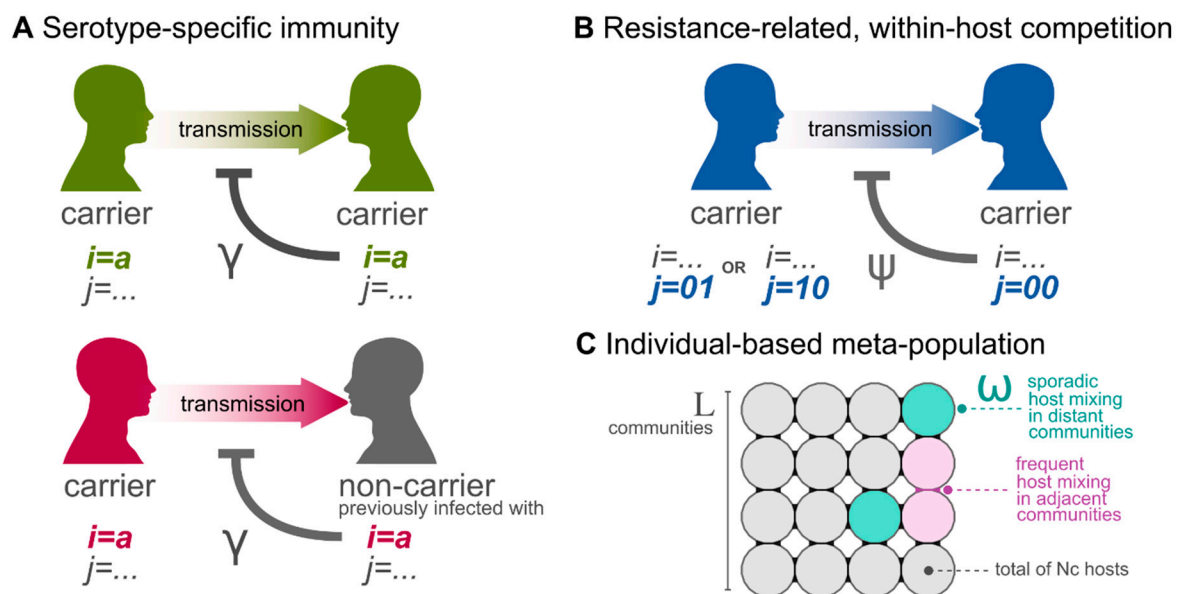 A Serotype-specific immunity
transmission
carrier
carrier
i=a
j=...
γ
i=a
j=...
transmission
carrier
non-carrier
previously infected with
i=a
j=...
γ
i=a
j=...
B Resistance-related, within-host competition
transmission
carrier
carrier
i=... OR i=...
j=01 j=10
ψ
i=...
j=00
C Individual-based meta-population
L
communities
ω sporadic
host mixing
in distant
communities
frequent
host mixing
in adjacent
communities
total of Nc hosts